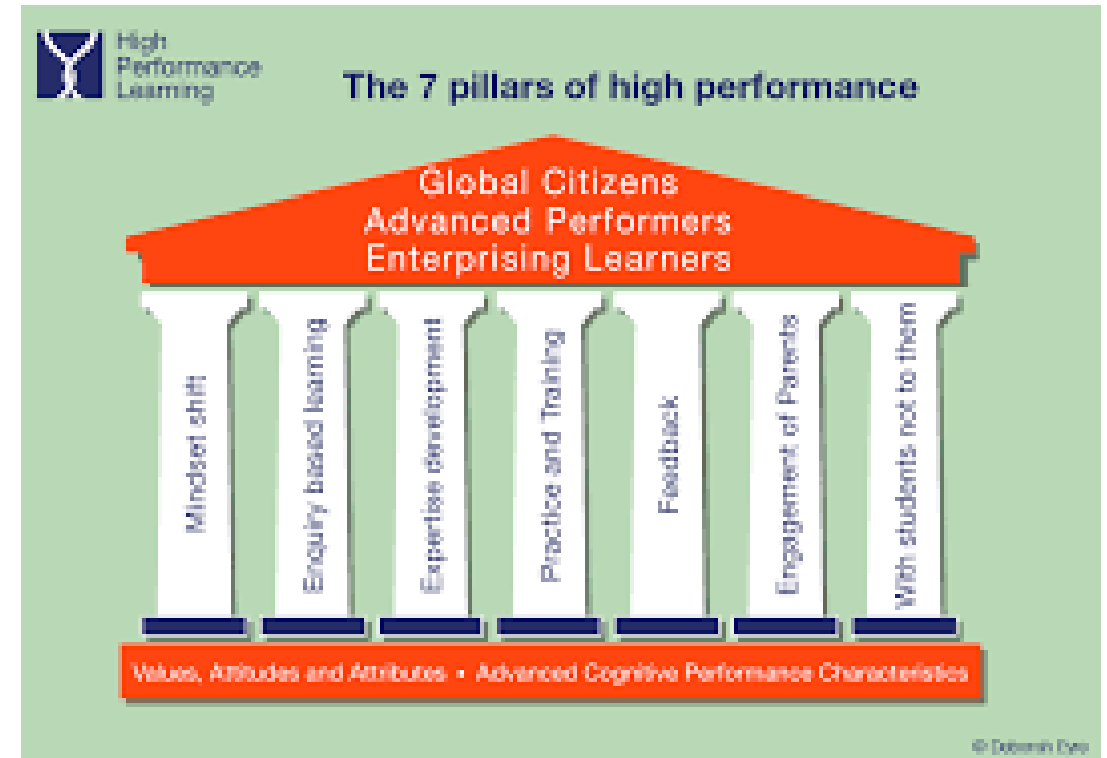 High
Performance
Learning
The 7 pillars of high performance
Global Citizens
Advanced Performers
Enterprising Learners
Mindset shift
Enquiry based learning
Expertise development
Practice and Training
Feedback
Engagement of Parents
With students not to them
Values, Attitudes and Attributes • Advanced Cognitive Performance Characteristics
© Deborah Eyre